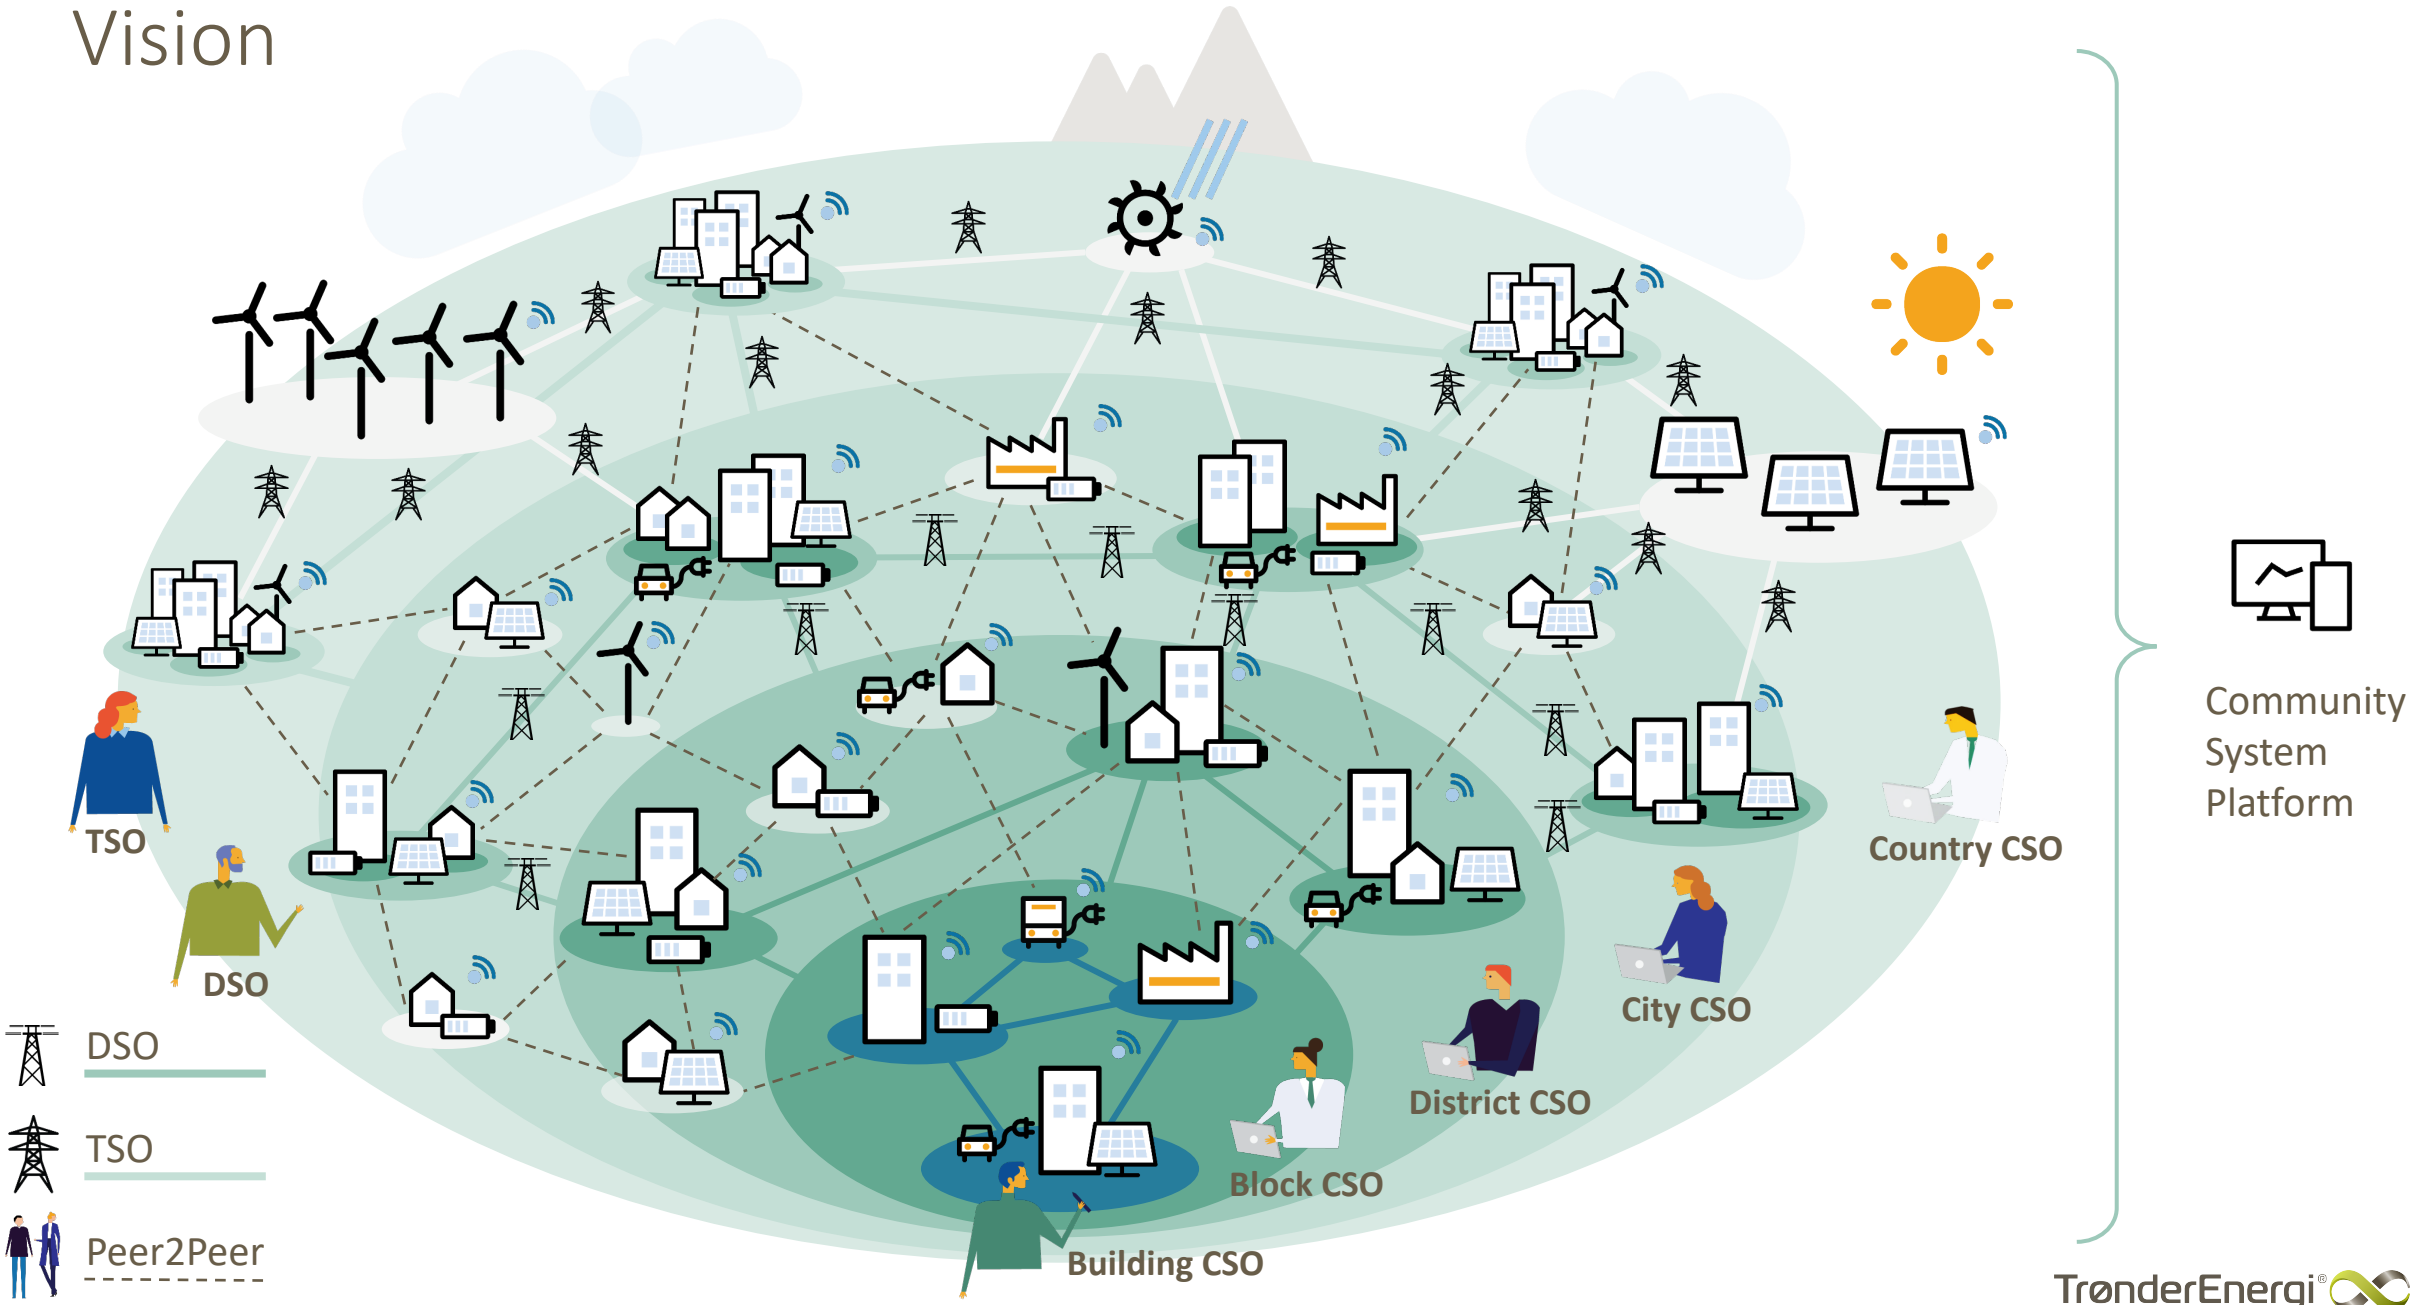 Vision
TSO
DSO
DSO
TSO
Peer2Peer
Building CSO
Block CSO
District CSO
City CSO
Country CSO
Community
System
Platform
TrønderEnergi®